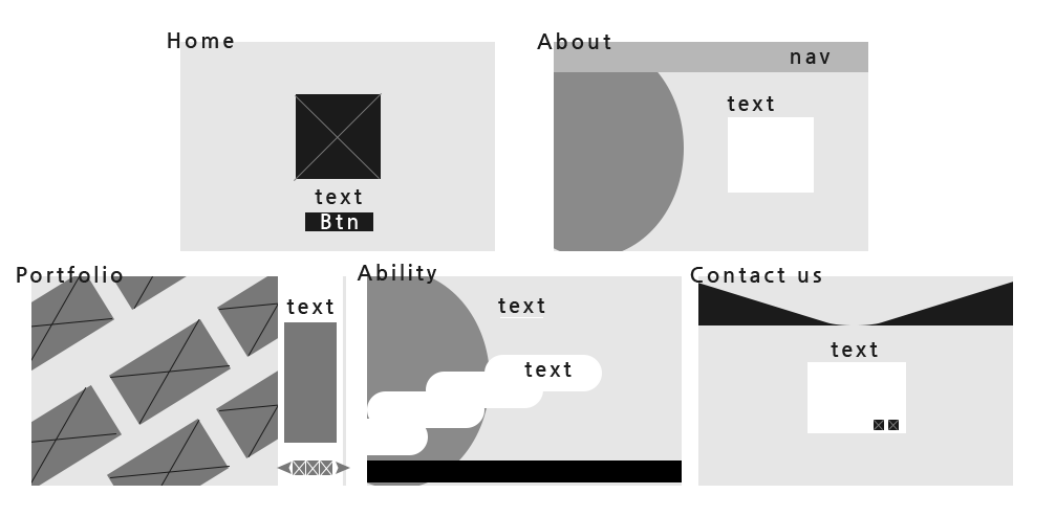 Home
text
Btn
About
nav
text
Portfolio
text
Ability
text
text
Contact us
text